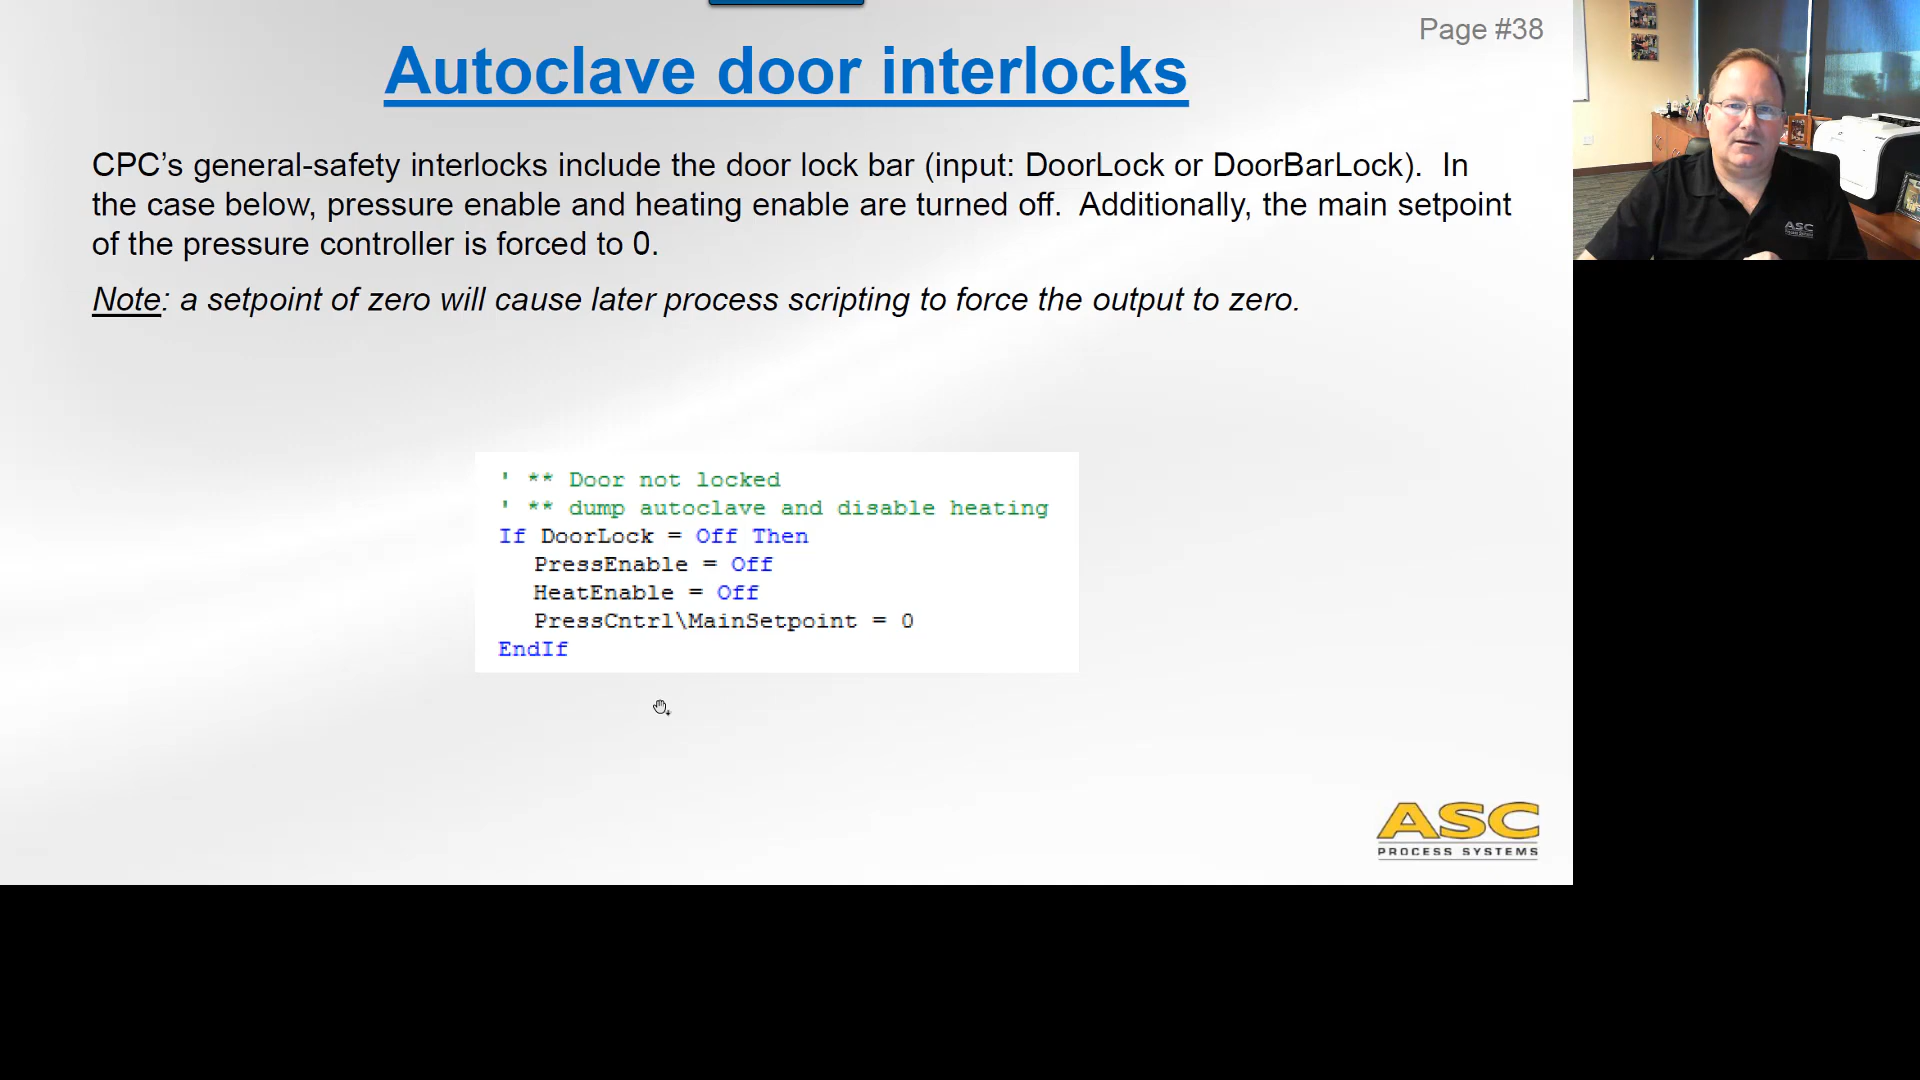 Page #38
Autoclave door interlocks
CPC’s general-safety interlocks include the door lock bar (input: DoorLock or DoorBarLock).  In
the case below, pressure enable and heating enable are turned off.  Additionally, the main setpoint
of the pressure controller is forced to 0.
Note: a setpoint of zero will cause later process scripting to force the output to zero.
' ** Door not locked
' ** dump autoclave and disable heating
If DoorLock = Off Then
PressEnable = Off
HeatEnable = Off
PressCntrl\MainSetpoint = 0
EndIf
ASC
PROCESS SYSTEMS
ASC